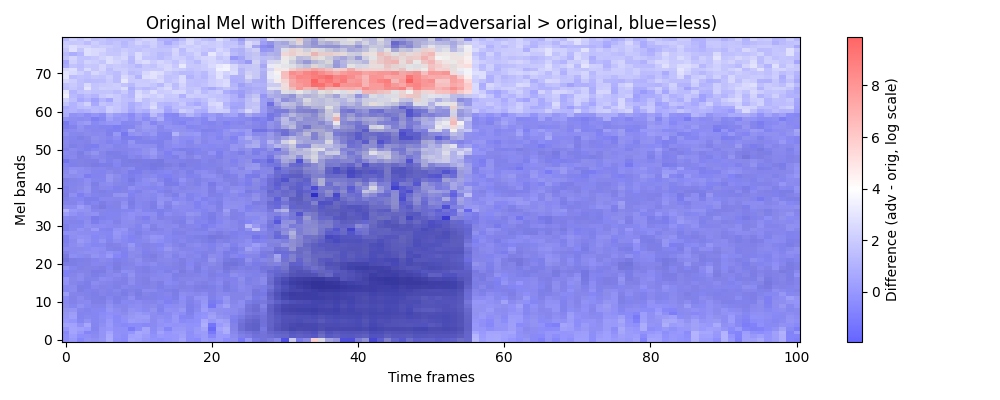 Original Mel with Differences (red=adversarial > original, blue=less)
Mel bands
70
60
50
40
30
20
10
0
0 20 40 60 80 100
Time frames
8
6
4
2
0
Difference (adv - orig, log scale)